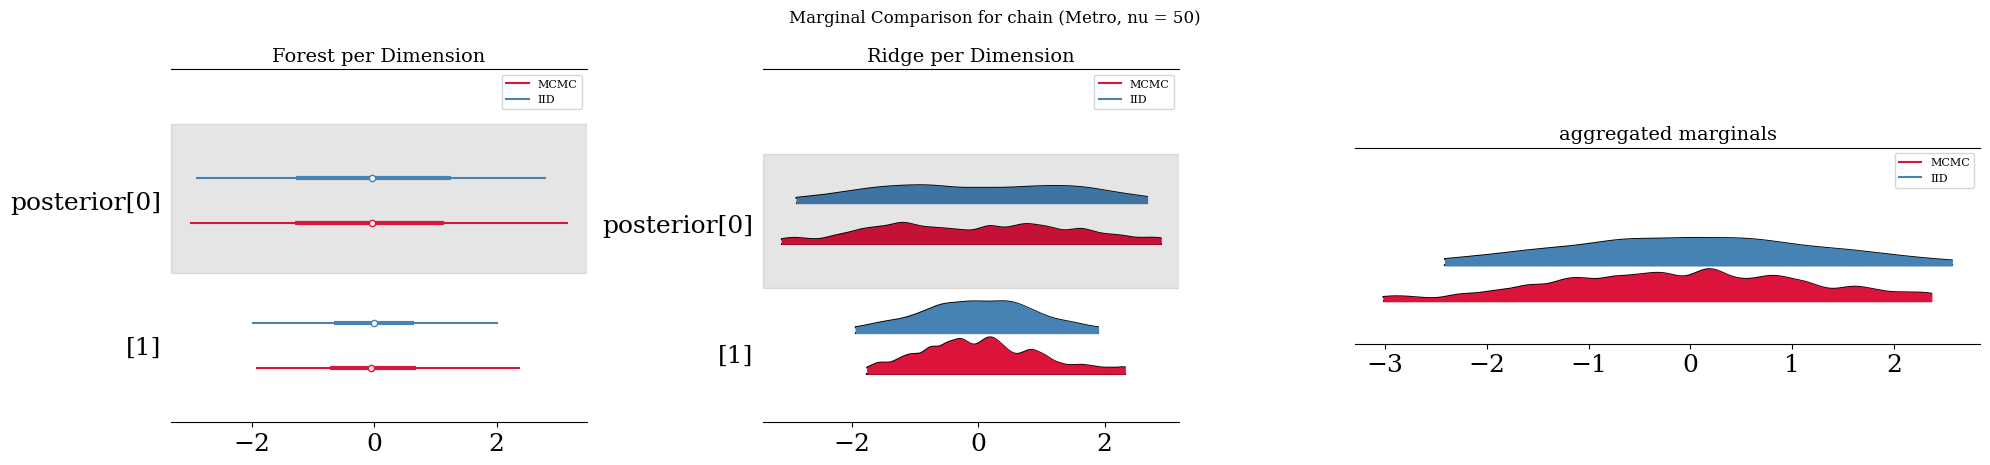 Marginal Comparison for chain (Metro, nu = 50)
Forest per Dimension
MCMC
IID
posterior[0]
[1]
−2 0 2
Ridge per Dimension
MCMC
IID
posterior[0]
[1]
−2 0 2
aggregated marginals
MCMC
IID
−3 −2 −1 0 1 2